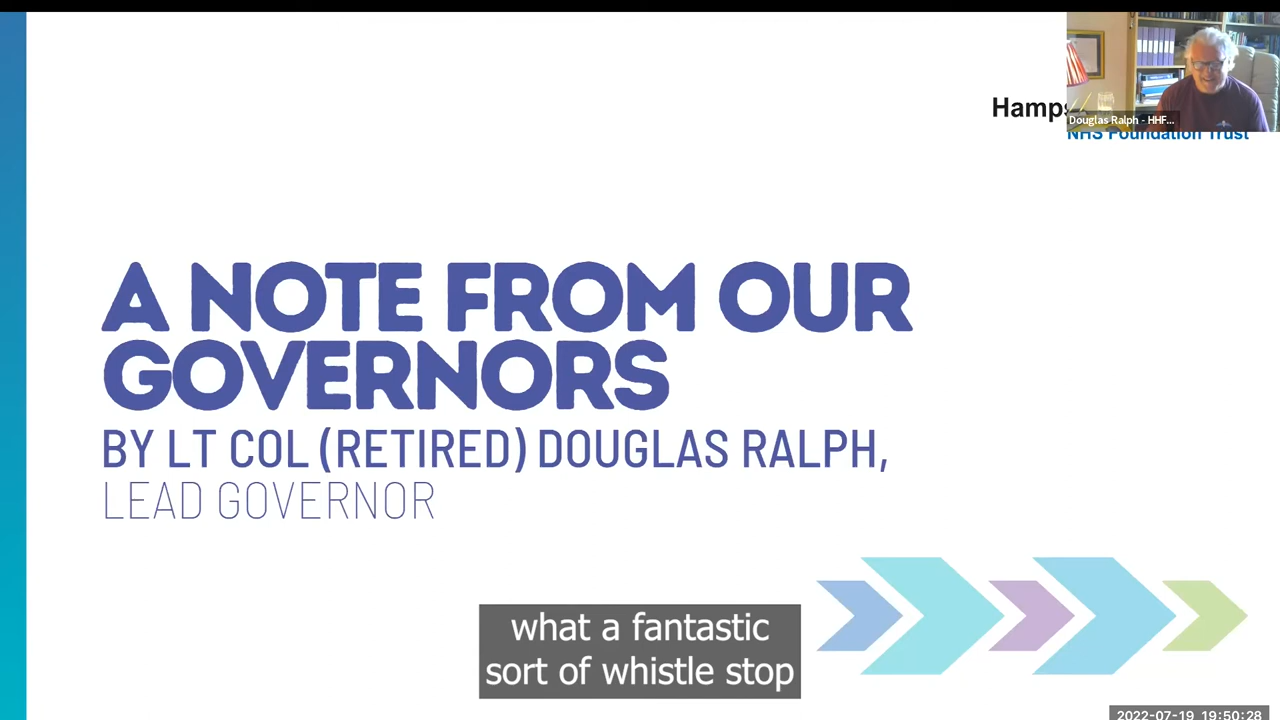 Hamps
Douglas Ralph - HHF...
NHS Foundation Trust
A NOTE FROM OUR
GOVERNORS
BY LT COL (RETIRED) DOUGLAS RALPH,
LEAD GOVERNOR
what a fantastic
sort of whistle stop
2022-07-19 19:50:28